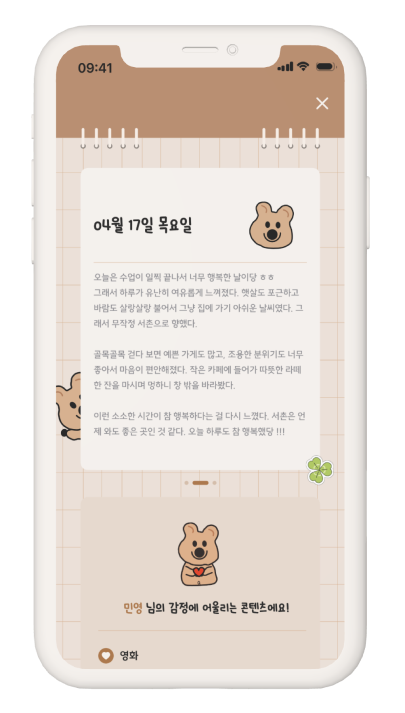 09:41
04월 17일 목요일
오늘은 수업이 일찍 끝나서 너무 행복한 날이당 ㅎㅎ
그래서 하루가 유난히 여유롭게 느껴졌다. 햇살도 포근하고
바람도 살랑살랑 불어서 그냥 집에 가기 아쉬운 날씨였다. 그
래서 무작정 서촌으로 향했다.
골목골목 걷다 보면 예쁜 가게도 많고, 조용한 분위기도 너무
좋아서 마음이 편안해졌다. 작은 카페에 들어가 따뜻한 라떼
한 잔을 마시며 멍하니 창 밖을 바라봤다.
이런 소소한 시간이 참 행복하다는 걸 다시 느꼈다. 서촌은 언
제 와도 좋은 곳인 것 같다. 오늘 하루도 참 행복했당 !!!
민영 님의 감정에 어울리는 콘텐츠에요!
영화